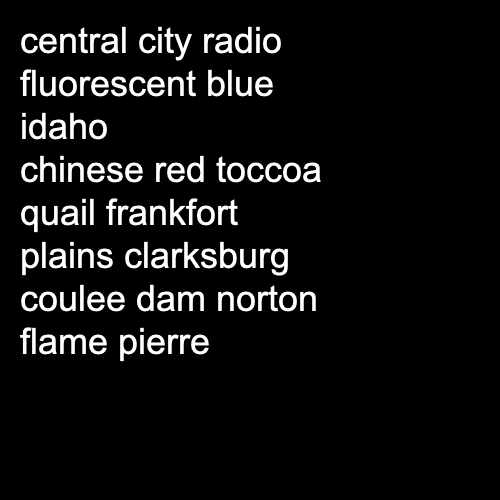 central city radio
fluorescent blue
idaho
chinese red toccoa
quail frankfort
plains clarksburg
coulee dam norton
flame pierre